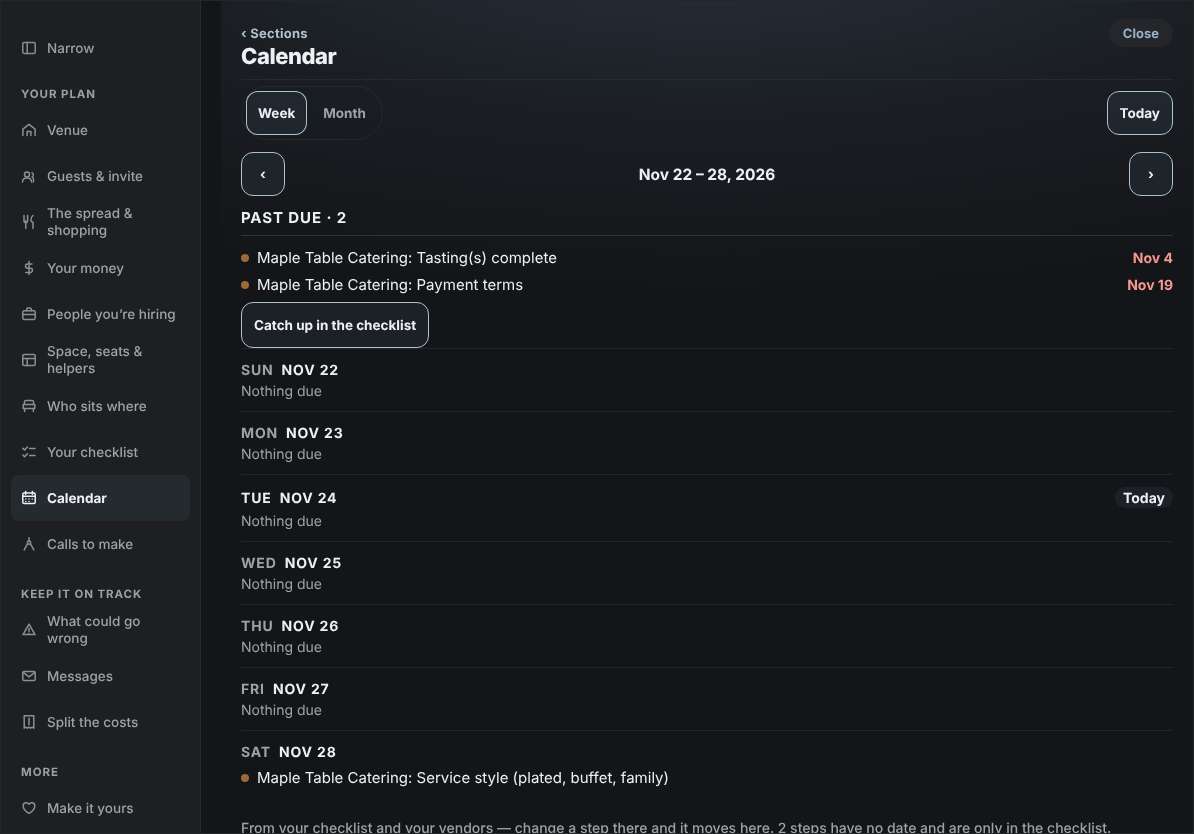 Narrow
YOUR PLAN
Venue
Guests & invite
The spread &
shopping
Your money
People you’re hiring
Space, seats &
helpers
Who sits where
Your checklist
Calendar
Calls to make
KEEP IT ON TRACK
What could go
wrong
Messages
Split the costs
MORE
Make it yours
‹ Sections
Close
Calendar
Week Month
Today
‹ Nov 22 – 28, 2026 ›
PAST DUE · 2
Maple Table Catering: Tasting(s) complete Nov 4
Maple Table Catering: Payment terms Nov 19
Catch up in the checklist
SUN NOV 22
Nothing due
MON NOV 23
Nothing due
TUE NOV 24 Today
Nothing due
WED NOV 25
Nothing due
THU NOV 26
Nothing due
FRI NOV 27
Nothing due
SAT NOV 28
Maple Table Catering: Service style (plated, buffet, family)
From your checklist and your vendors — change a step there and it moves here. 2 steps have no date and are only in the checklist.